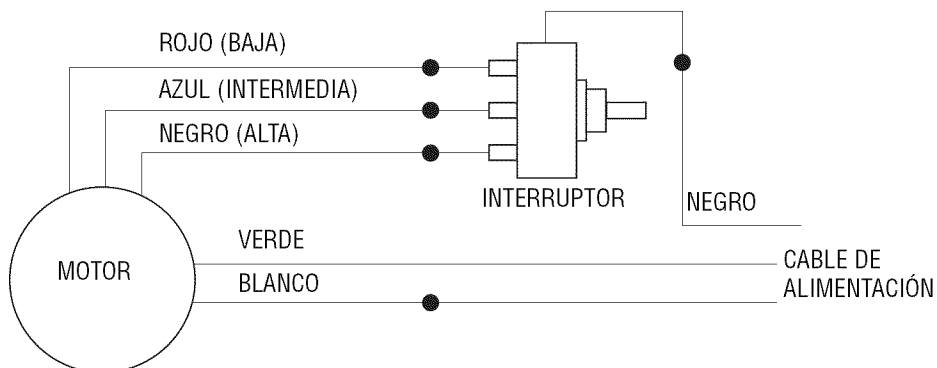 ROJO (BAJA)
AZUL (INTERMEDIA)
NEGRO (ALTA)
INTERRUPTOR
NEGRO
VERDE
MOTOR
BLANCO
CABLE DE
ALIMENTACIÓN